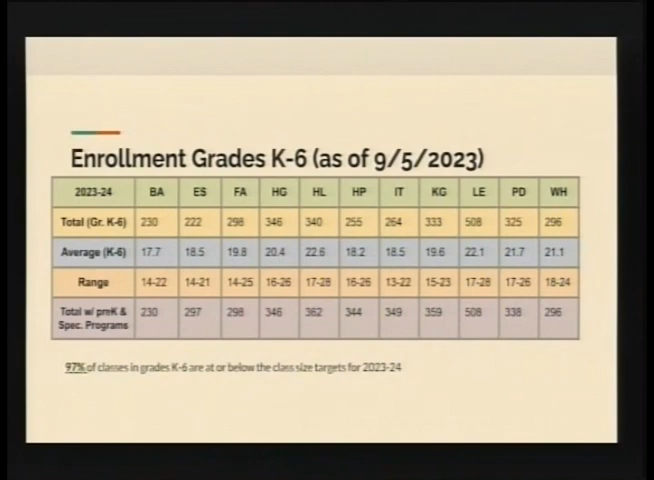 Enrollment Grades K-6 (as of 9/5/2023)
2023-24 BA ES FA HG HL HP IT KG LE PD WH
Total (Gr. K-6) 230 222 298 346 340 255 264 333 508 325 296
Average (K-6) 17.7 18.5 19.8 20.4 22.6 18.2 18.5 19.6 22.1 21.7 21.1
Range 14-22 14-21 14-25 16-26 17-28 16-26 13-22 15-23 17-28 17-26 18-24
Total w/ preK &
Spec. Programs 230 297 298 346 362 344 349 359 508 338 296
97% of classes in grades K-6 are at or below the class size targets for 2023-24